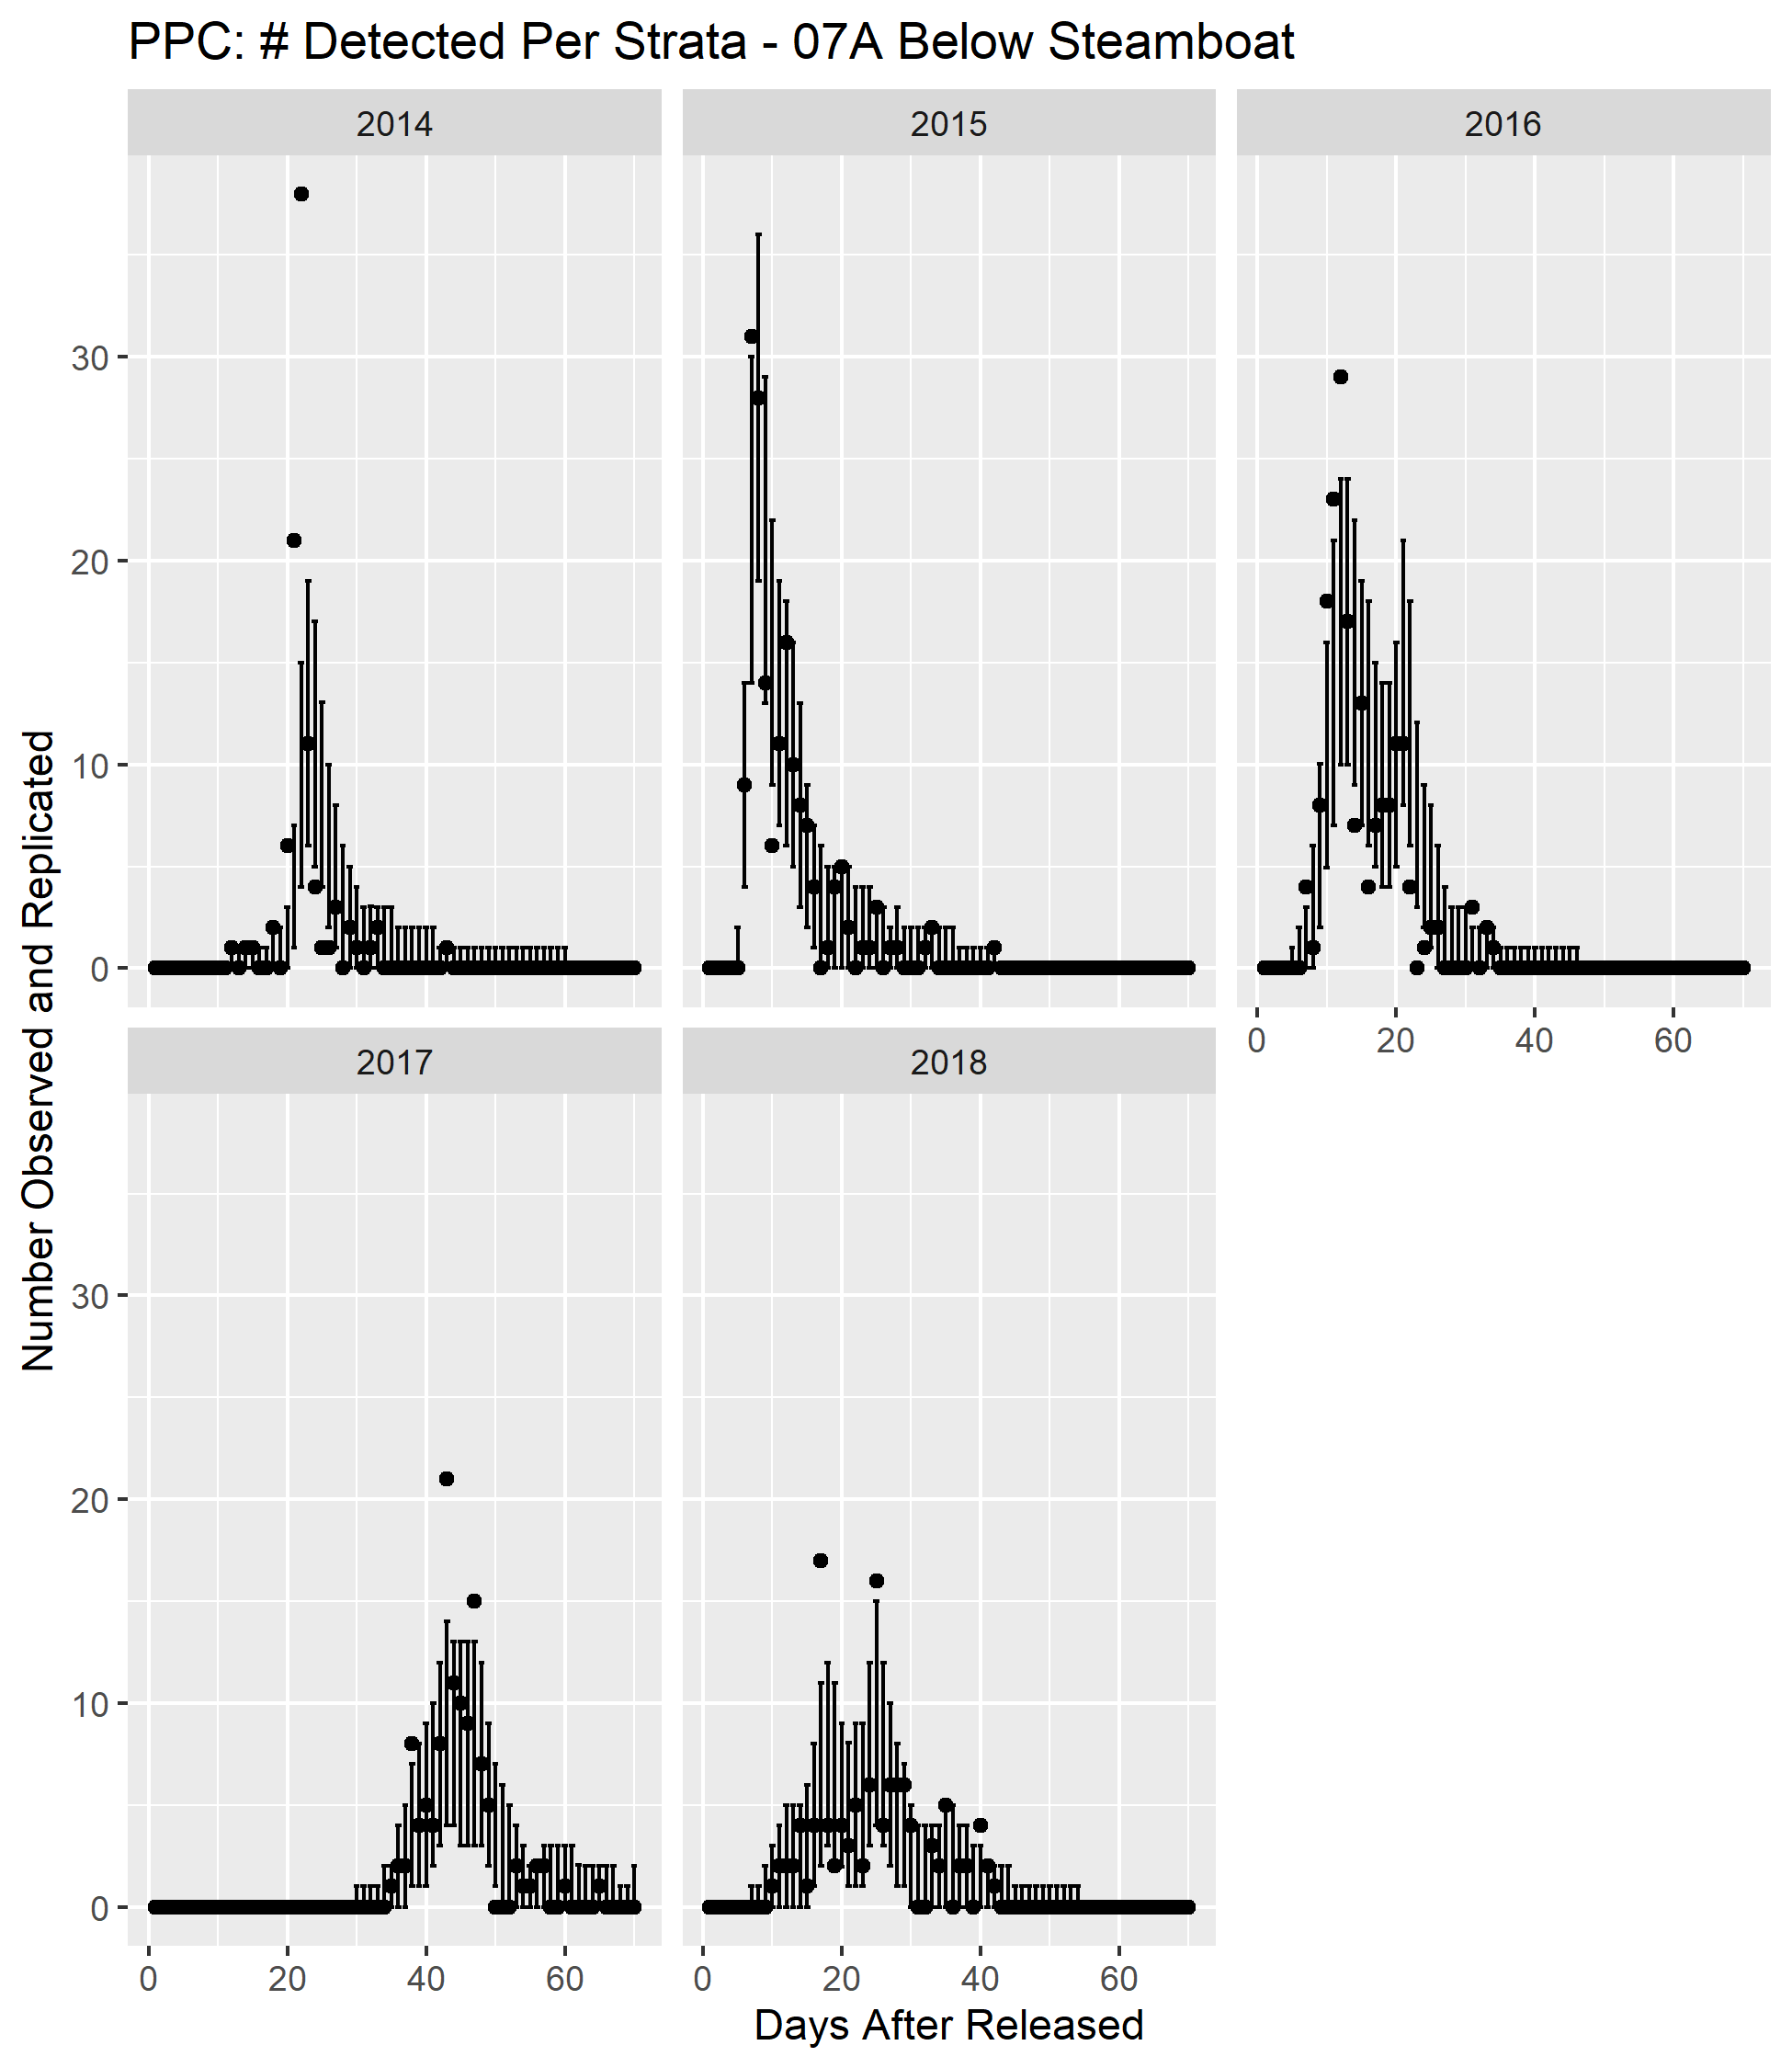 PPC: # Detected Per Strata - 07A Below Steamboat
2014
2015
2016
30
20
10
0
0 20 40 60
Number Observed and Replicated
2017
2018
30
20
10
0
0 20 40 60
0 20 40 60
Days After Released